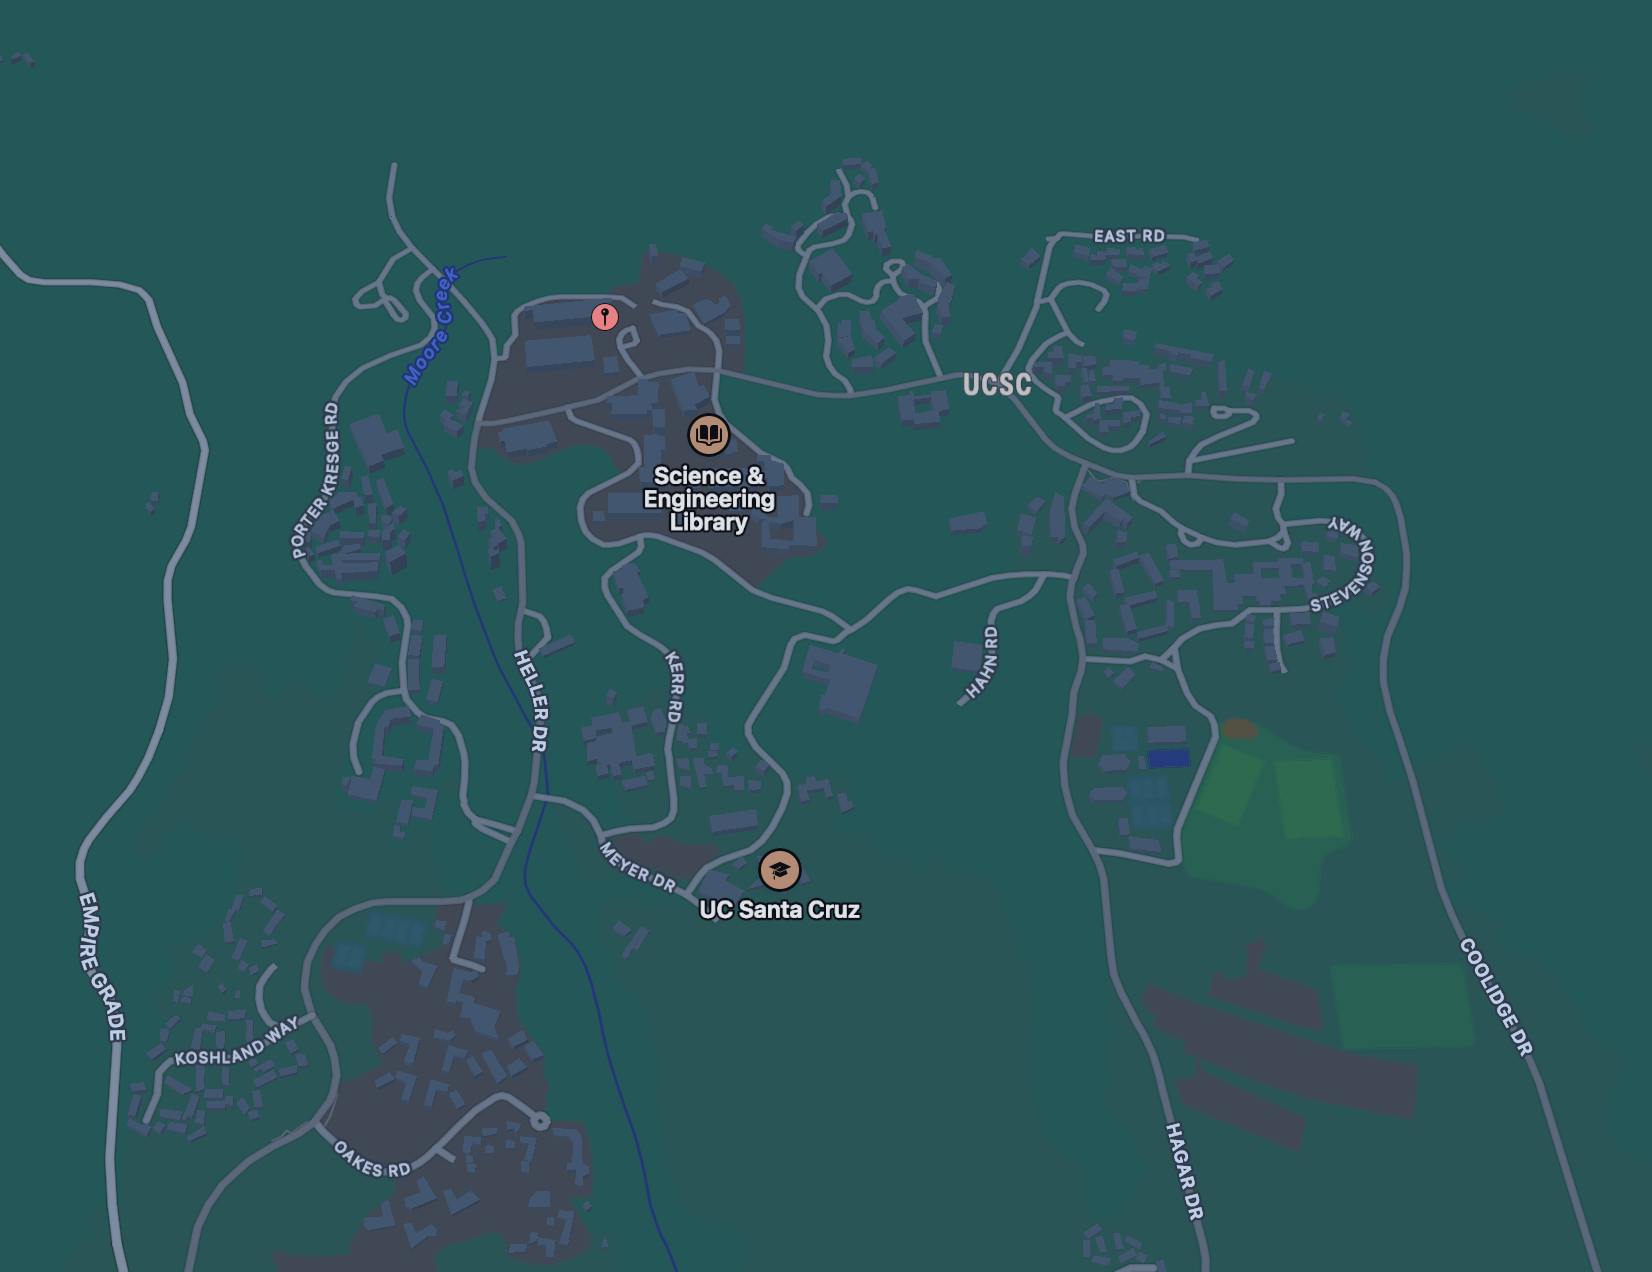 EAST RD
Moore Creek
UCSC
PORTER KRESGE RD
Science &
Engineering
Library
STEVENSON WAY
HELLER DR
KERR RD
HAHN RD
MEYER DR
UC Santa Cruz
EMPIRE GRADE
COOLIDGE DR
KOSHLAND WAY
OAKES RD
HAGAR DR